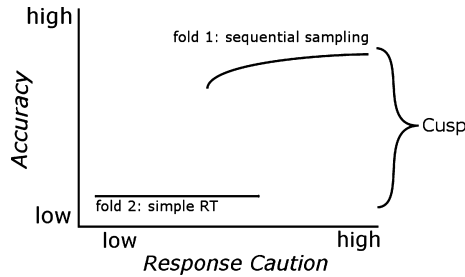 high
fold 1: sequential sampling
Accuracy
Cusp
fold 2: simple RT
low
low
high
Response Caution